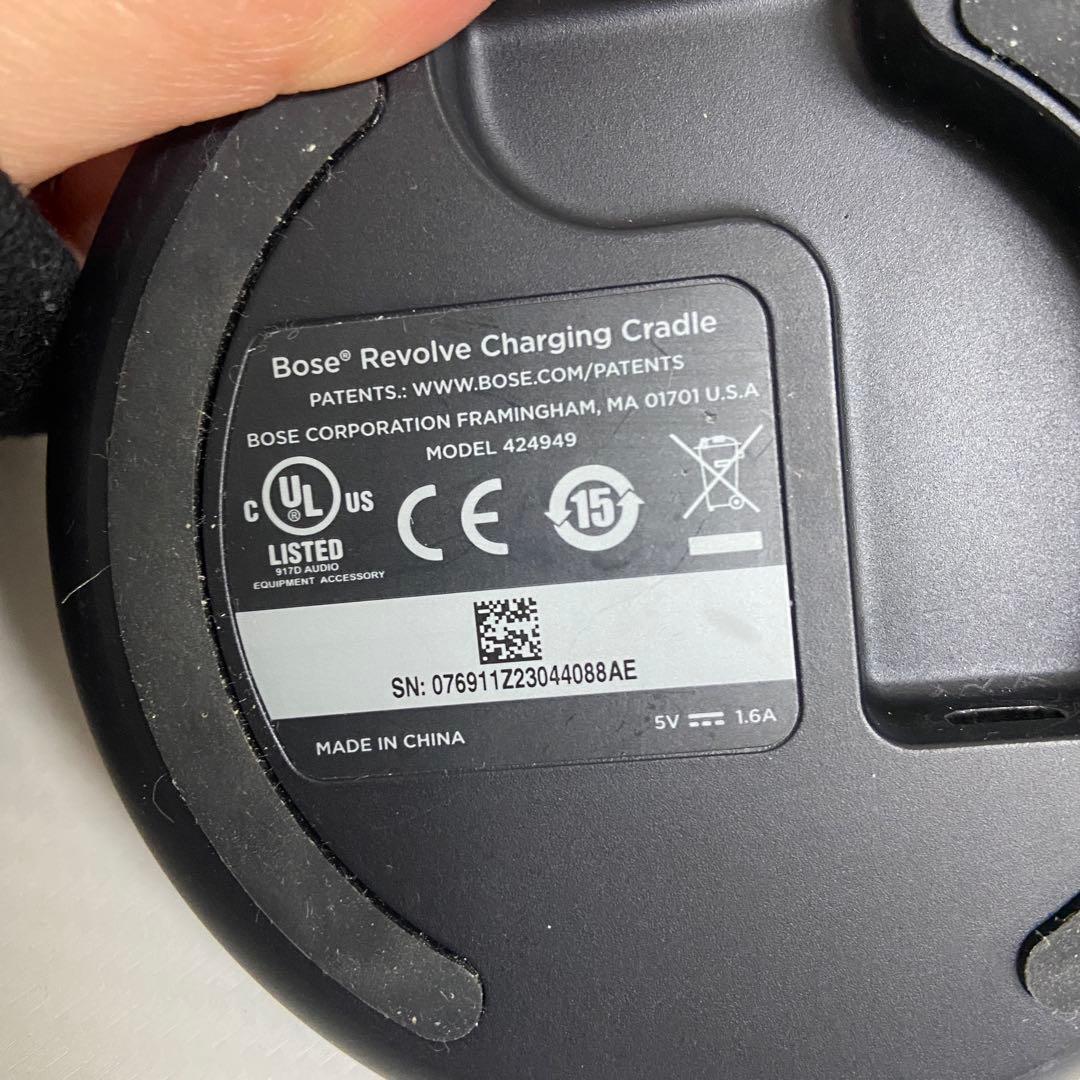 Bose® Revolve Charging Cradle
PATENTS.: WWW.BOSE.COM/PATENTS
BOSE CORPORATION FRAMINGHAM, MA 01701 U.S.A
MODEL 424949
C UL® US
LISTED
917D AUDIO
EQUIPMENT ACCESSORY
CE
15
SN: 076911Z23044088AE
MADE IN CHINA
5V ⎓ 1.6A